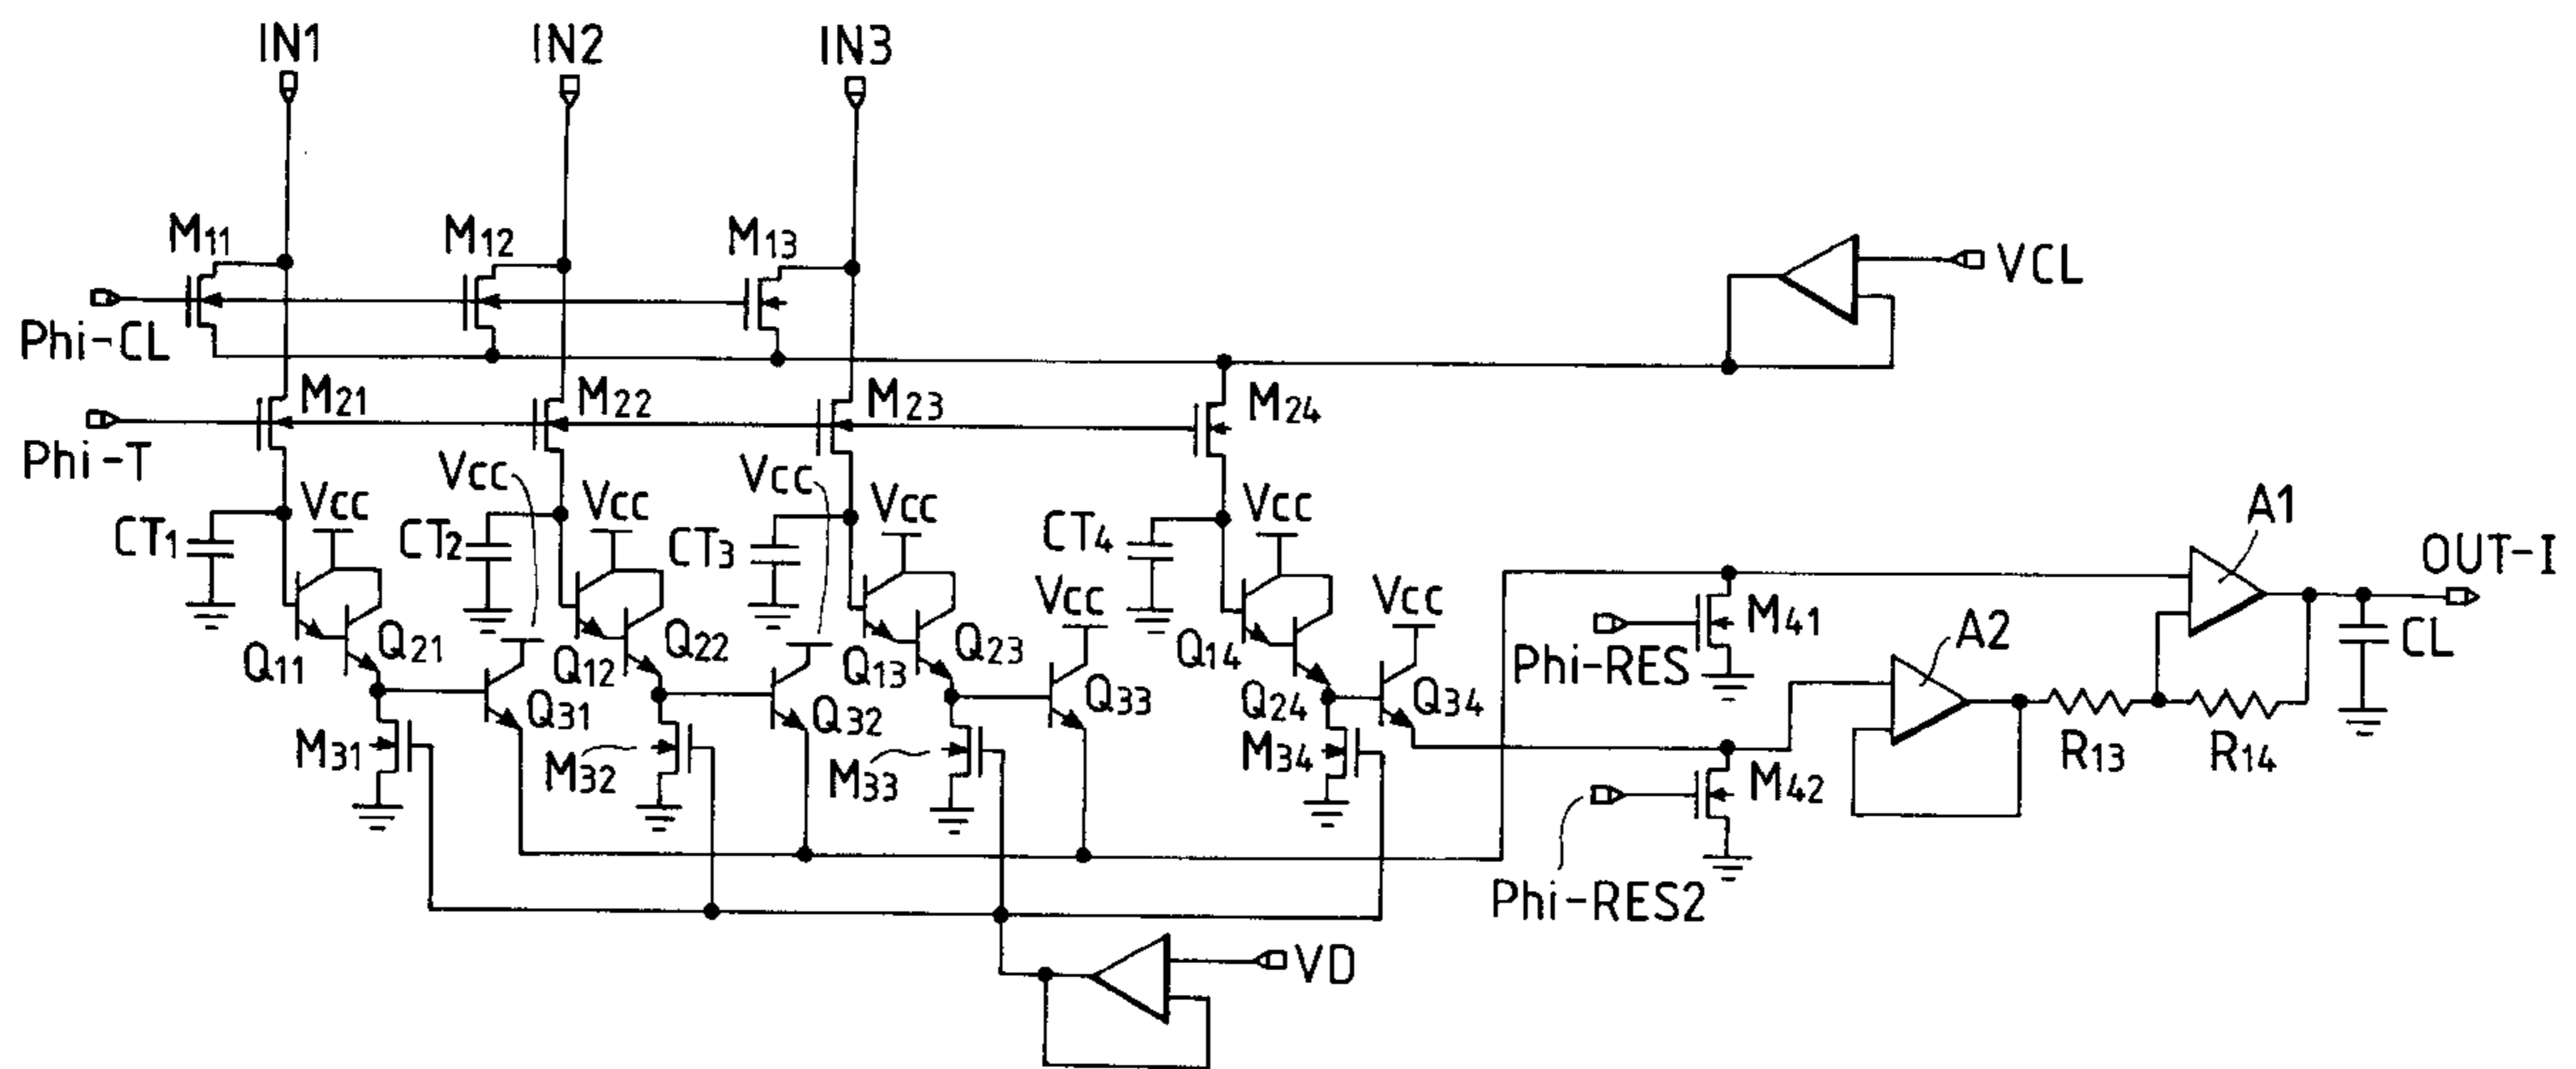 IN1
IN2
IN3
M11
M12
M13
VCL
Phi-CL
M21
M22
M23
M24
Phi-T
Vcc
Vcc
Vcc
Vcc
Vcc
Vcc
A1
CT1
CT2
CT3
CT4
OUT-I
Vcc
Vcc
M41
A2
CL
Q11
Q21
Q12
Q22
Q13
Q23
Q14
Phi-RES
Q31
Q32
Q33
Q24
Q34
M31
M32
M33
M34
R13
R14
M42
Phi-RES2
VD